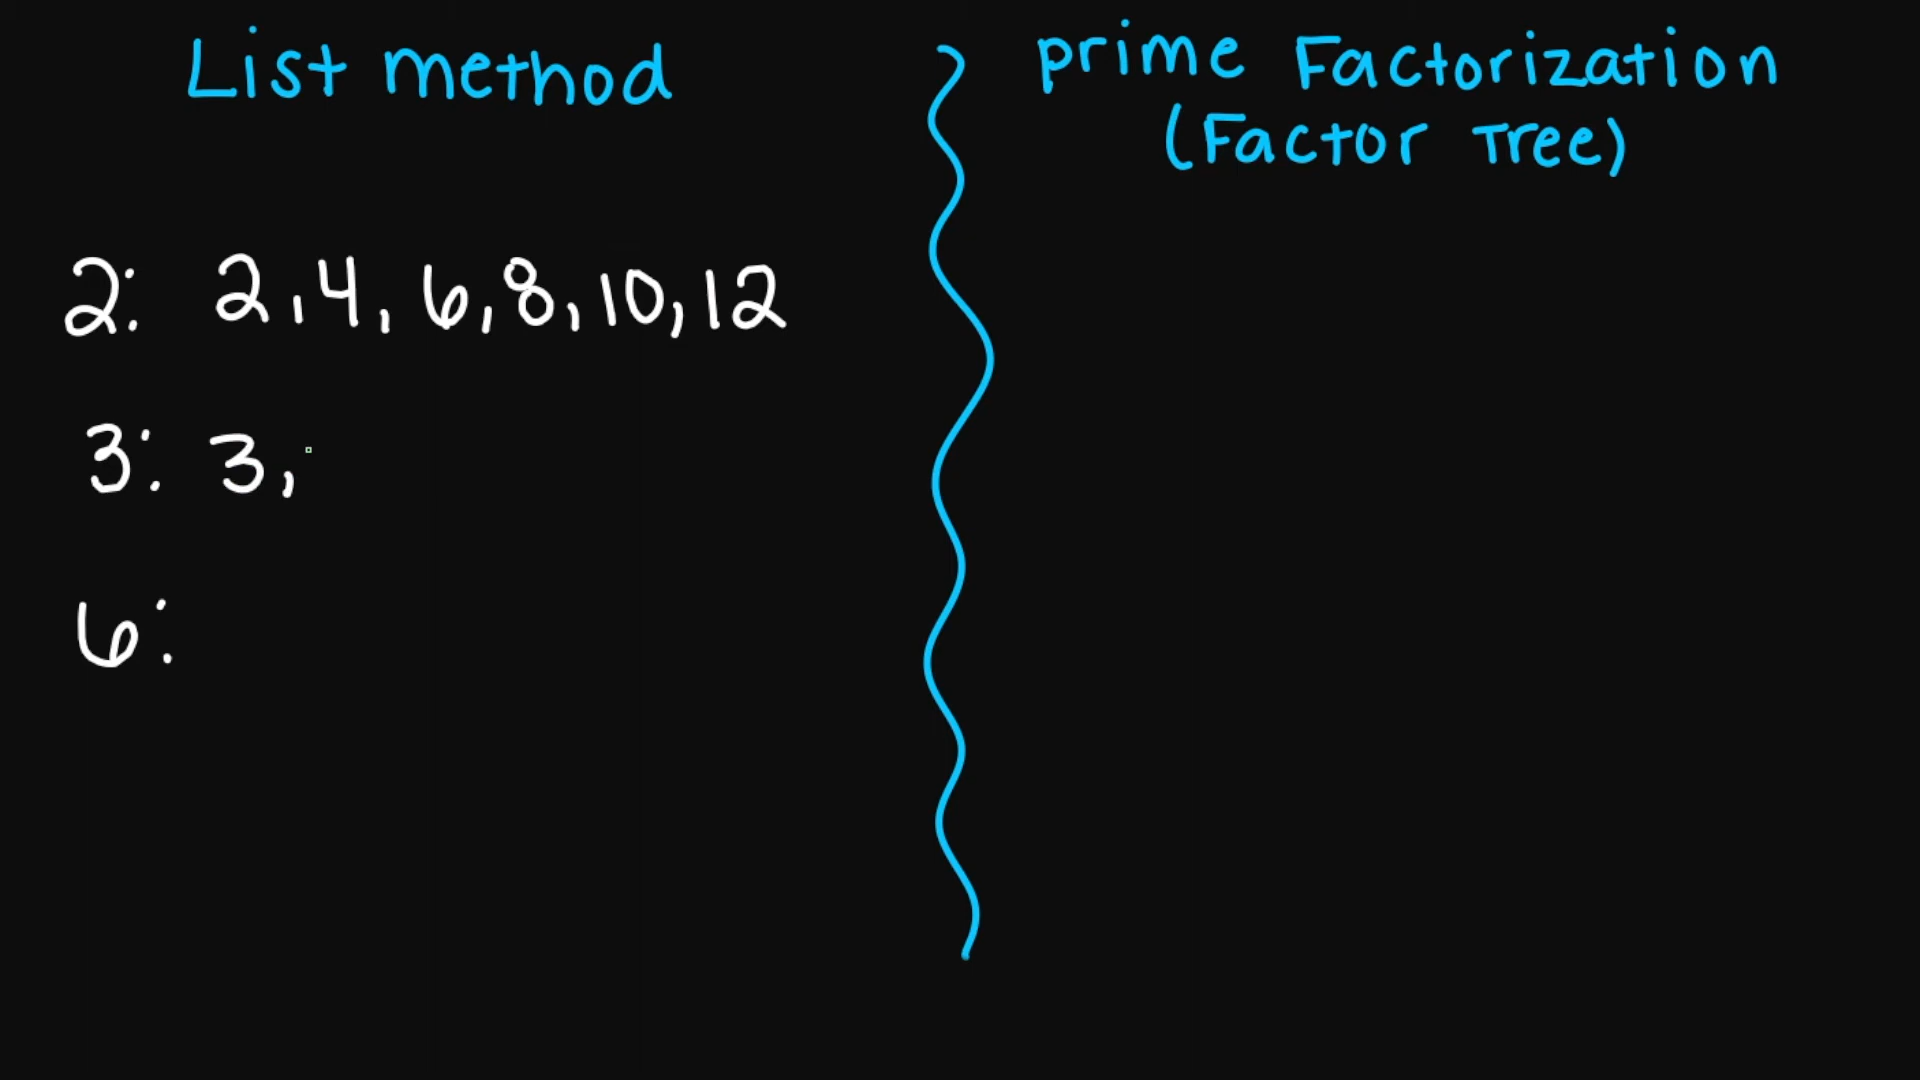 List method
prime Factorization
(Factor Tree)
2: 2, 4, 6, 8, 10, 12
3: 3,
6: